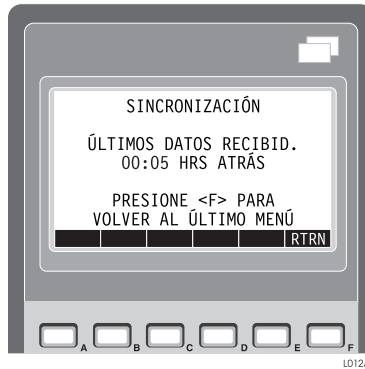 SINCRONIZACIÓN
ÚLTIMOS DATOS RECIBID.
00:05 HRS ATRÁS
PRESIONE <F> PARA
VOLVER AL ÚLTIMO MENÚ
RTRN
A B C D E F